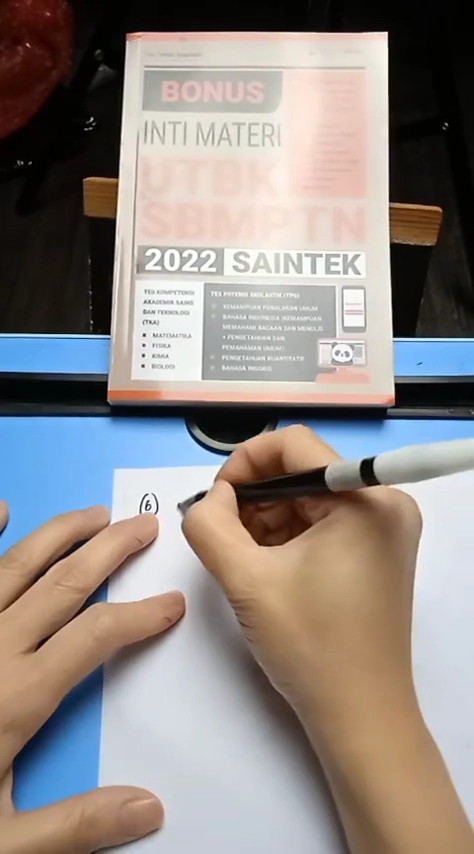 BONUS
INTI MATERI
UTBK
SBMPTN
2022 SAINTEK
TES KOMPETENSI
AKADEMIK SAINS
DAN TEKNOLOGI
(TKA)
MATEMATIKA
FISIKA
KIMIA
BIOLOGI
TES POTENSI SKOLASTIK (TPS)
KEMAMPUAN PENALARAN UMUM
BAHASA INDONESIA (KEMAMPUAN
MEMAHAMI BACAAN DAN MENULIS
+ PENGETAHUAN DAN
PEMAHAMAN UMUM)
PENGETAHUAN KUANTITATIF
BAHASA INGGRIS
(6)